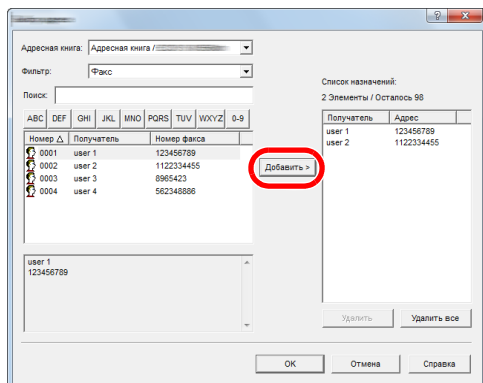 Адресная книга: Адресная книга /
Фильтр: Факс
Поиск:
ABC DEF GHI JKL MNO PQRS TUV WXYZ 0-9
Номер △ Получатель Номер факса
0001 user 1 123456789
0002 user 2 1122334455
0003 user 3 8965423
0004 user 4 562348886
user 1
123456789
Добавить >
Список назначений:
2 Элементы / Осталось 98
Получатель Адрес
user 1 123456789
user 2 1122334455
Удалить Удалить все
OK Отмена Справка